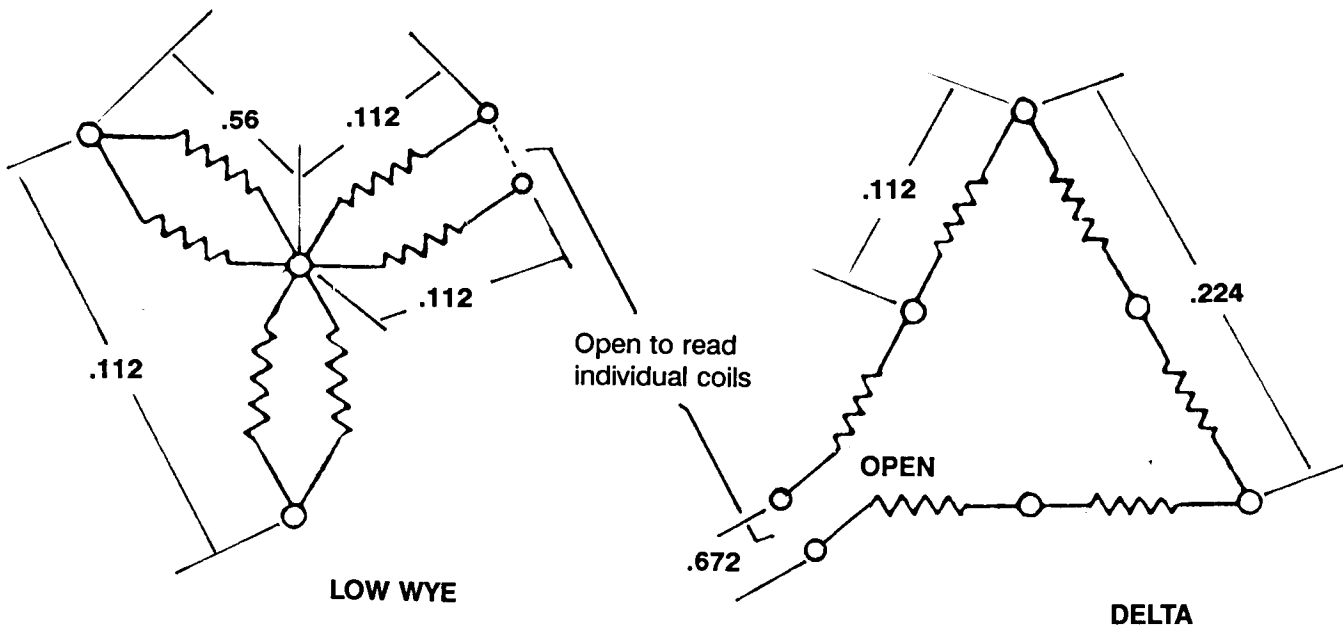 .56
.112
.112
.112
Open to read
individual coils
LOW WYE
.112
.224
OPEN
.672
DELTA